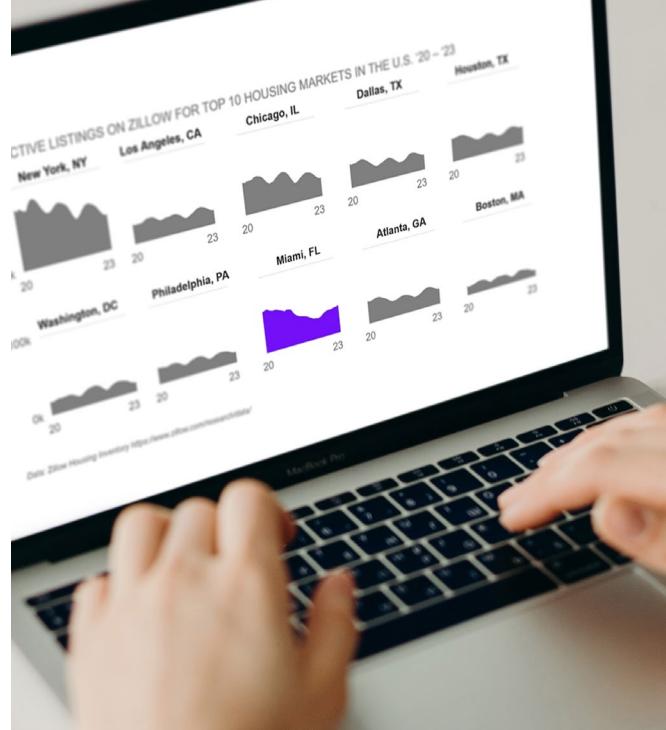 CTIVE LISTINGS ON ZILLOW FOR TOP 10 HOUSING MARKETS IN THE U.S. '20 – '23
New York, NY
Los Angeles, CA
Chicago, IL
Dallas, TX
Houston, TX
k
20 23
20 23
20 23
20 23
20 23
Washington, DC
Philadelphia, PA
Miami, FL
Atlanta, GA
Boston, MA
00k
0k
20 23
20 23
20 23
20 23
20 23
Data: Zillow Housing Inventory https://www.zillow.com/research/data/
MacBook Pro